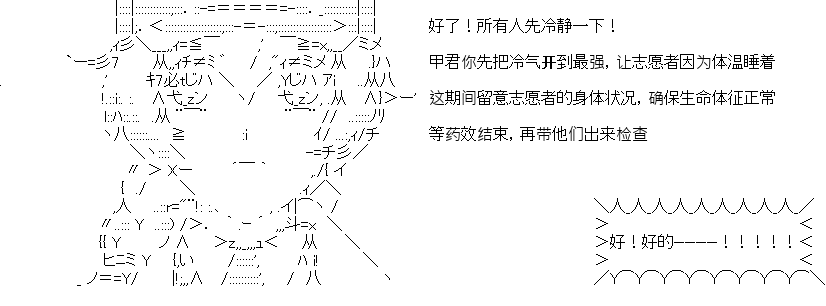 好了！所有人先冷静一下！
甲君你先把冷气开到最强，让志愿者因为体温睡着
这期间留意志愿者的身体状况，确保生命体征正常
等药效结束，再带他们出来检查
好！好的————！！！！！